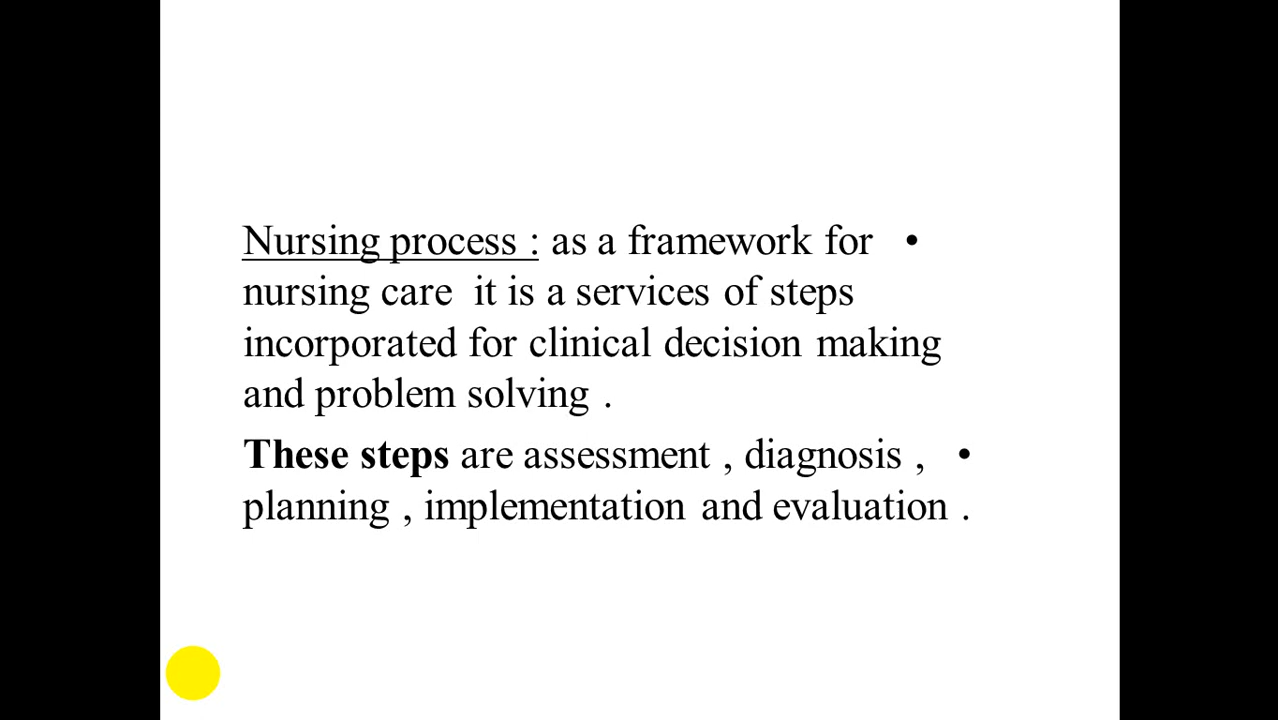 Nursing process : as a framework for •
nursing care it is a services of steps
incorporated for clinical decision making
and problem solving .
These steps are assessment , diagnosis , •
planning , implementation and evaluation .